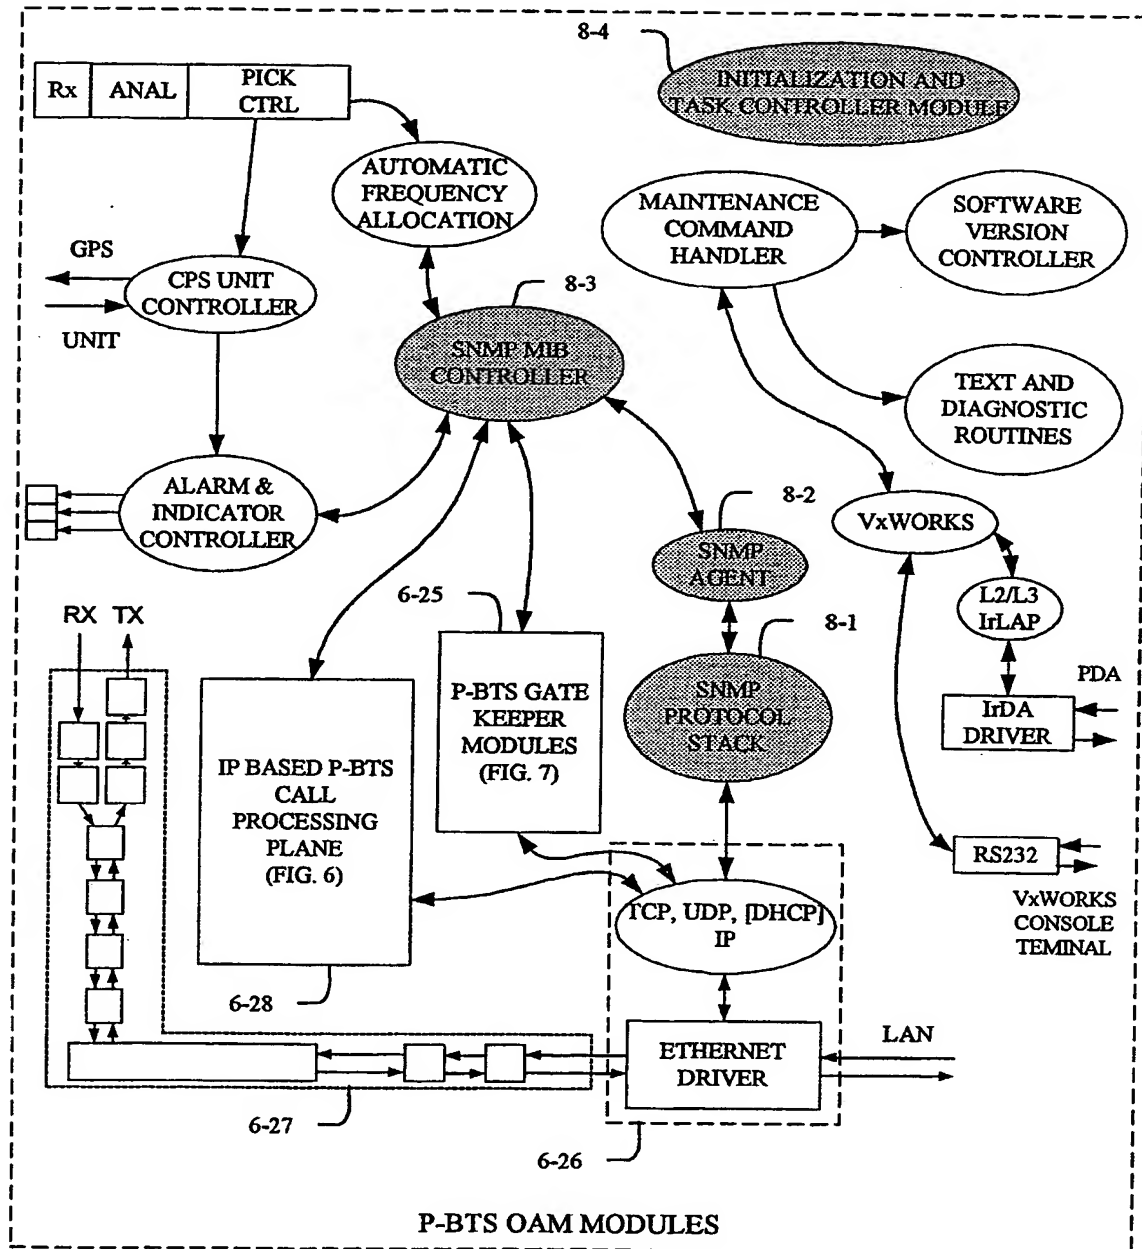 8-4
INITIALIZATION AND
TASK CONTROLLER MODULE
Rx
ANAL
PICK
CTRL
AUTOMATIC
FREQUENCY
ALLOCATION
MAINTENANCE
COMMAND
HANDLER
SOFTWARE
VERSION
CONTROLLER
GPS
UNIT
CPS UNIT
CONTROLLER
8-3
SNMP MIB
CONTROLLER
TEXT AND
DIAGNOSTIC
ROUTINES
ALARM &
INDICATOR
CONTROLLER
8-2
SNMP
AGENT
VxWORKS
L2/L3
IrLAP
6-25
8-1
RX
TX
P-BTS GATE
KEEPER
MODULES
(FIG. 7)
SNMP
PROTOCOL
STACK
PDA
IrDA
DRIVER
IP BASED P-BTS
CALL
PROCESSING
PLANE
(FIG. 6)
RS232
VxWORKS
CONSOLE
TEMINAL
TCP, UDP, [DHCP]
IP
6-28
ETHERNET
DRIVER
LAN
6-27
6-26
P-BTS OAM MODULES